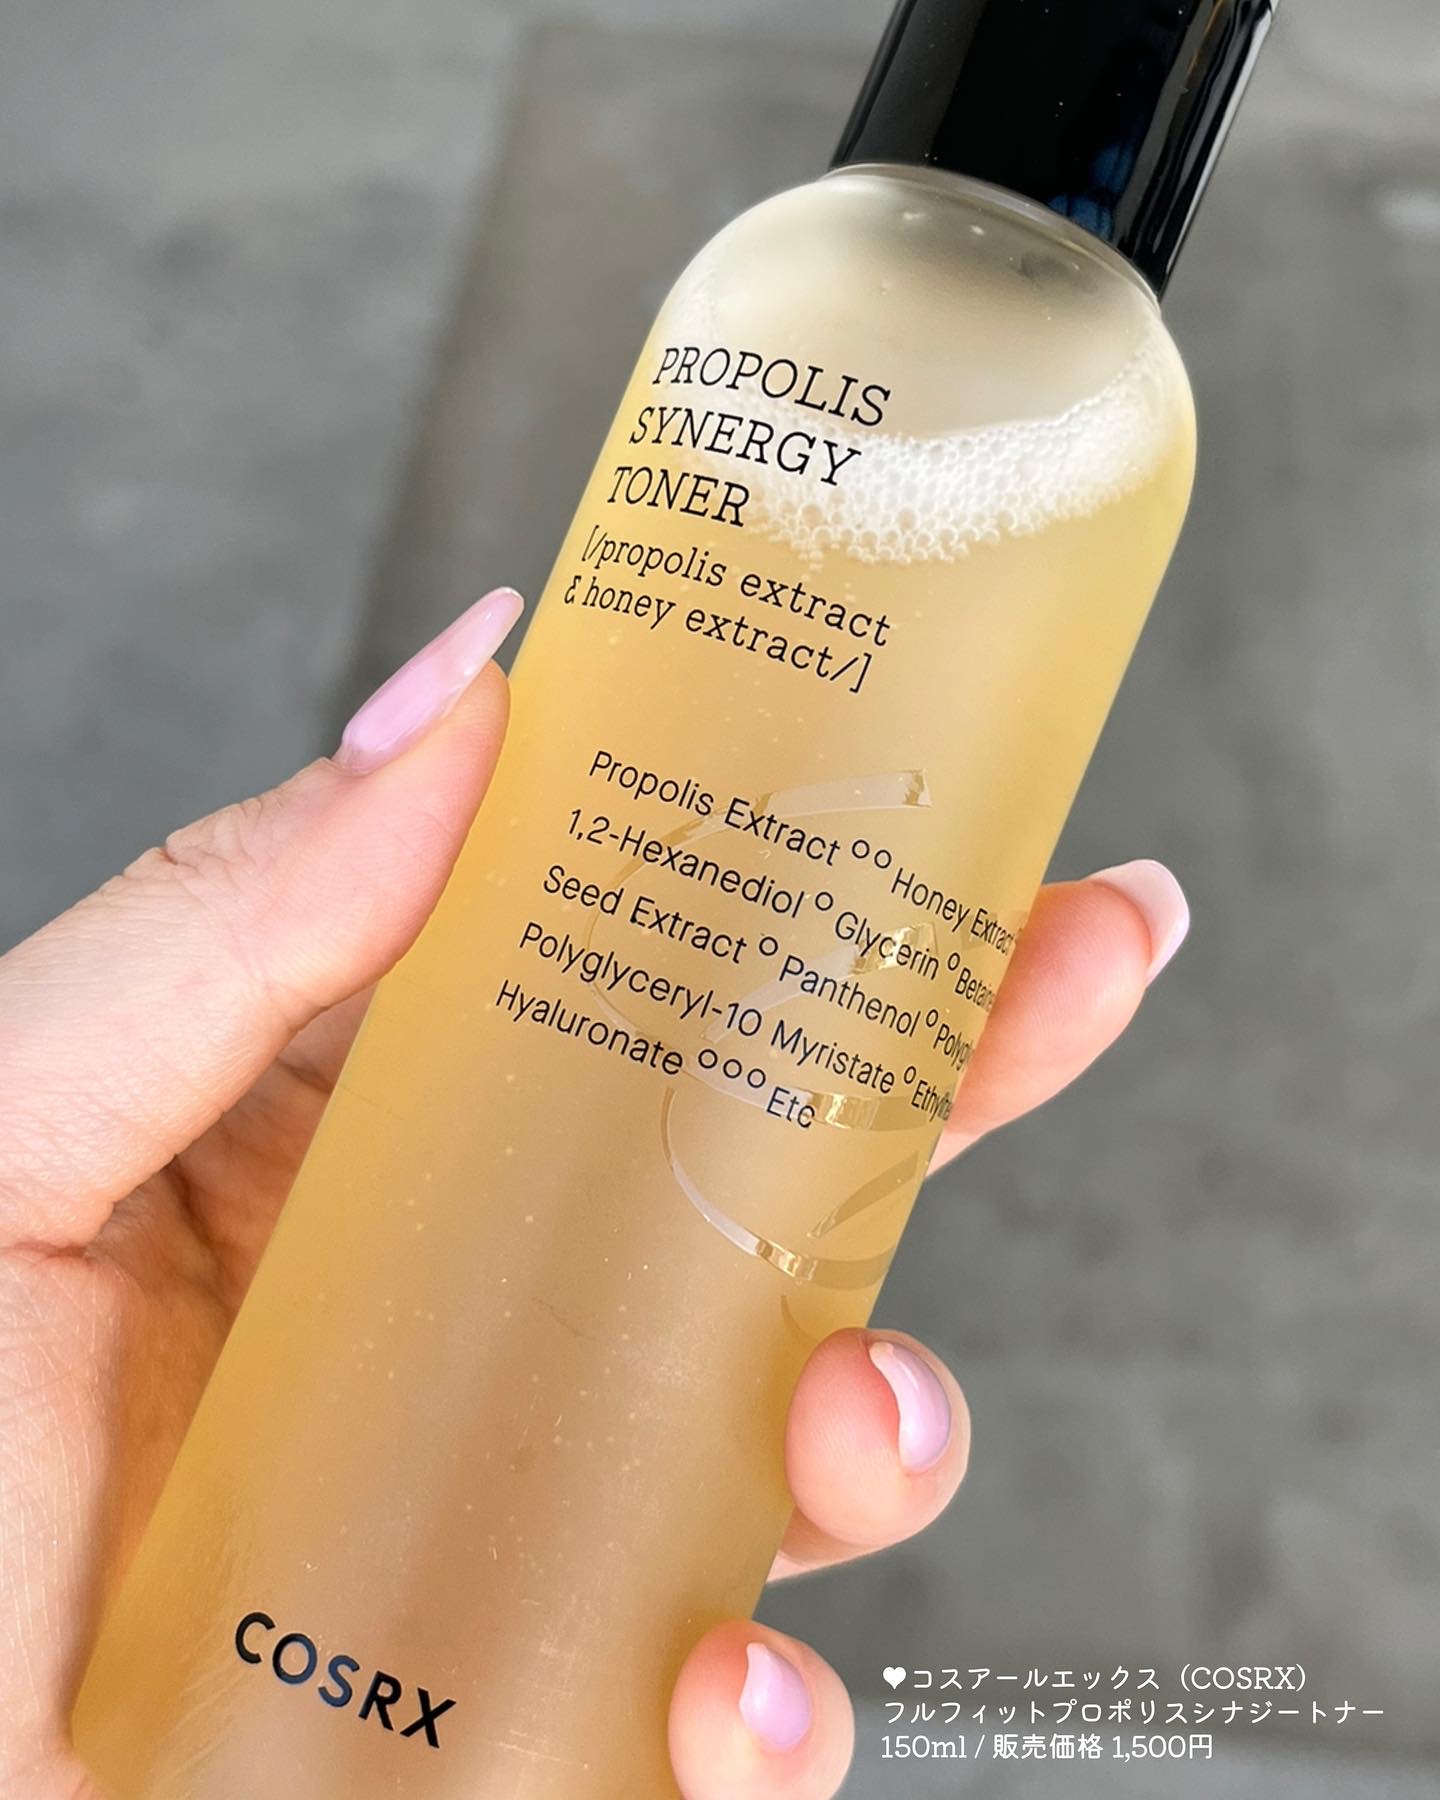 PROPOLIS
SYNERGY
TONER
[/propolis extract
& honey extract/]
Propolis Extract °° Honey Extract
1,2-Hexanediol ° Glycerin ° Betaine
Seed Extract ° Panthenol °
Polyglyceryl-10 Myristate °
Hyaluronate °°° Etc
COSRX
♥コスアールエックス（COSRX）
フルフィットプロポリスシナジートナー
150ml / 販売価格 1,500円